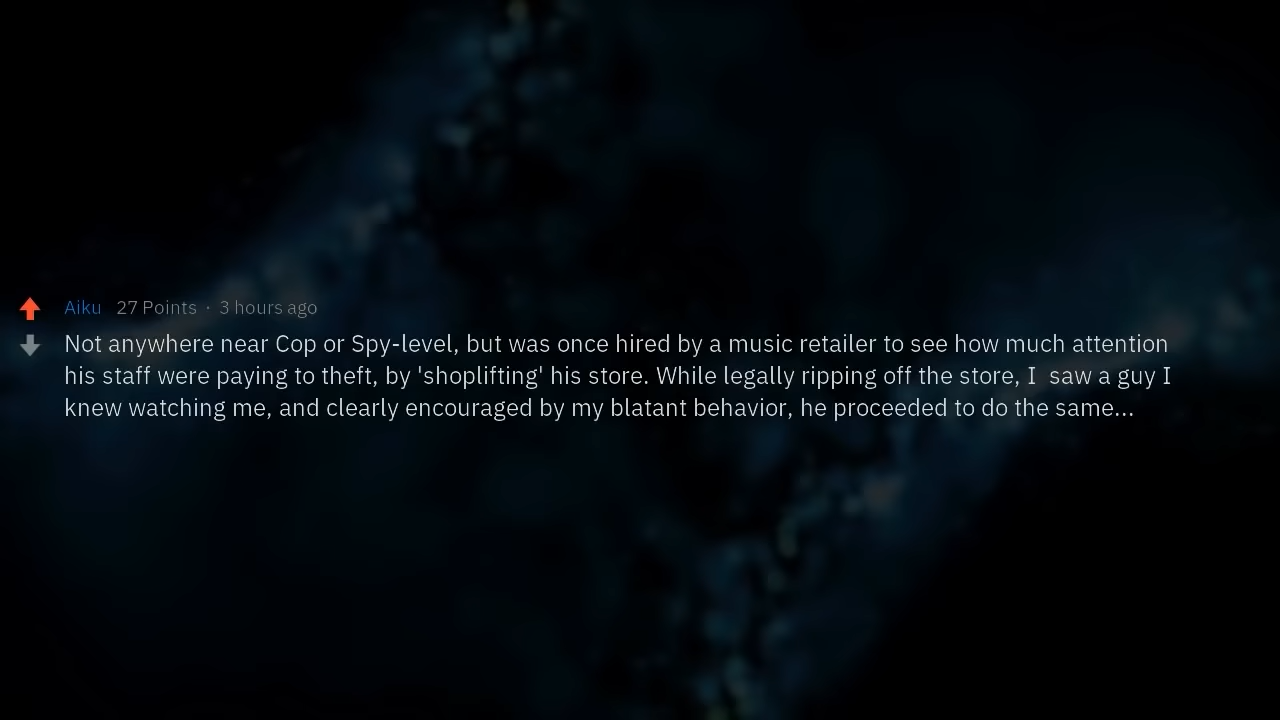 Aiku 27 Points · 3 hours ago
Not anywhere near Cop or Spy-level, but was once hired by a music retailer to see how much attention
his staff were paying to theft, by 'shoplifting' his store. While legally ripping off the store, I  saw a guy I
knew watching me, and clearly encouraged by my blatant behavior, he proceeded to do the same...